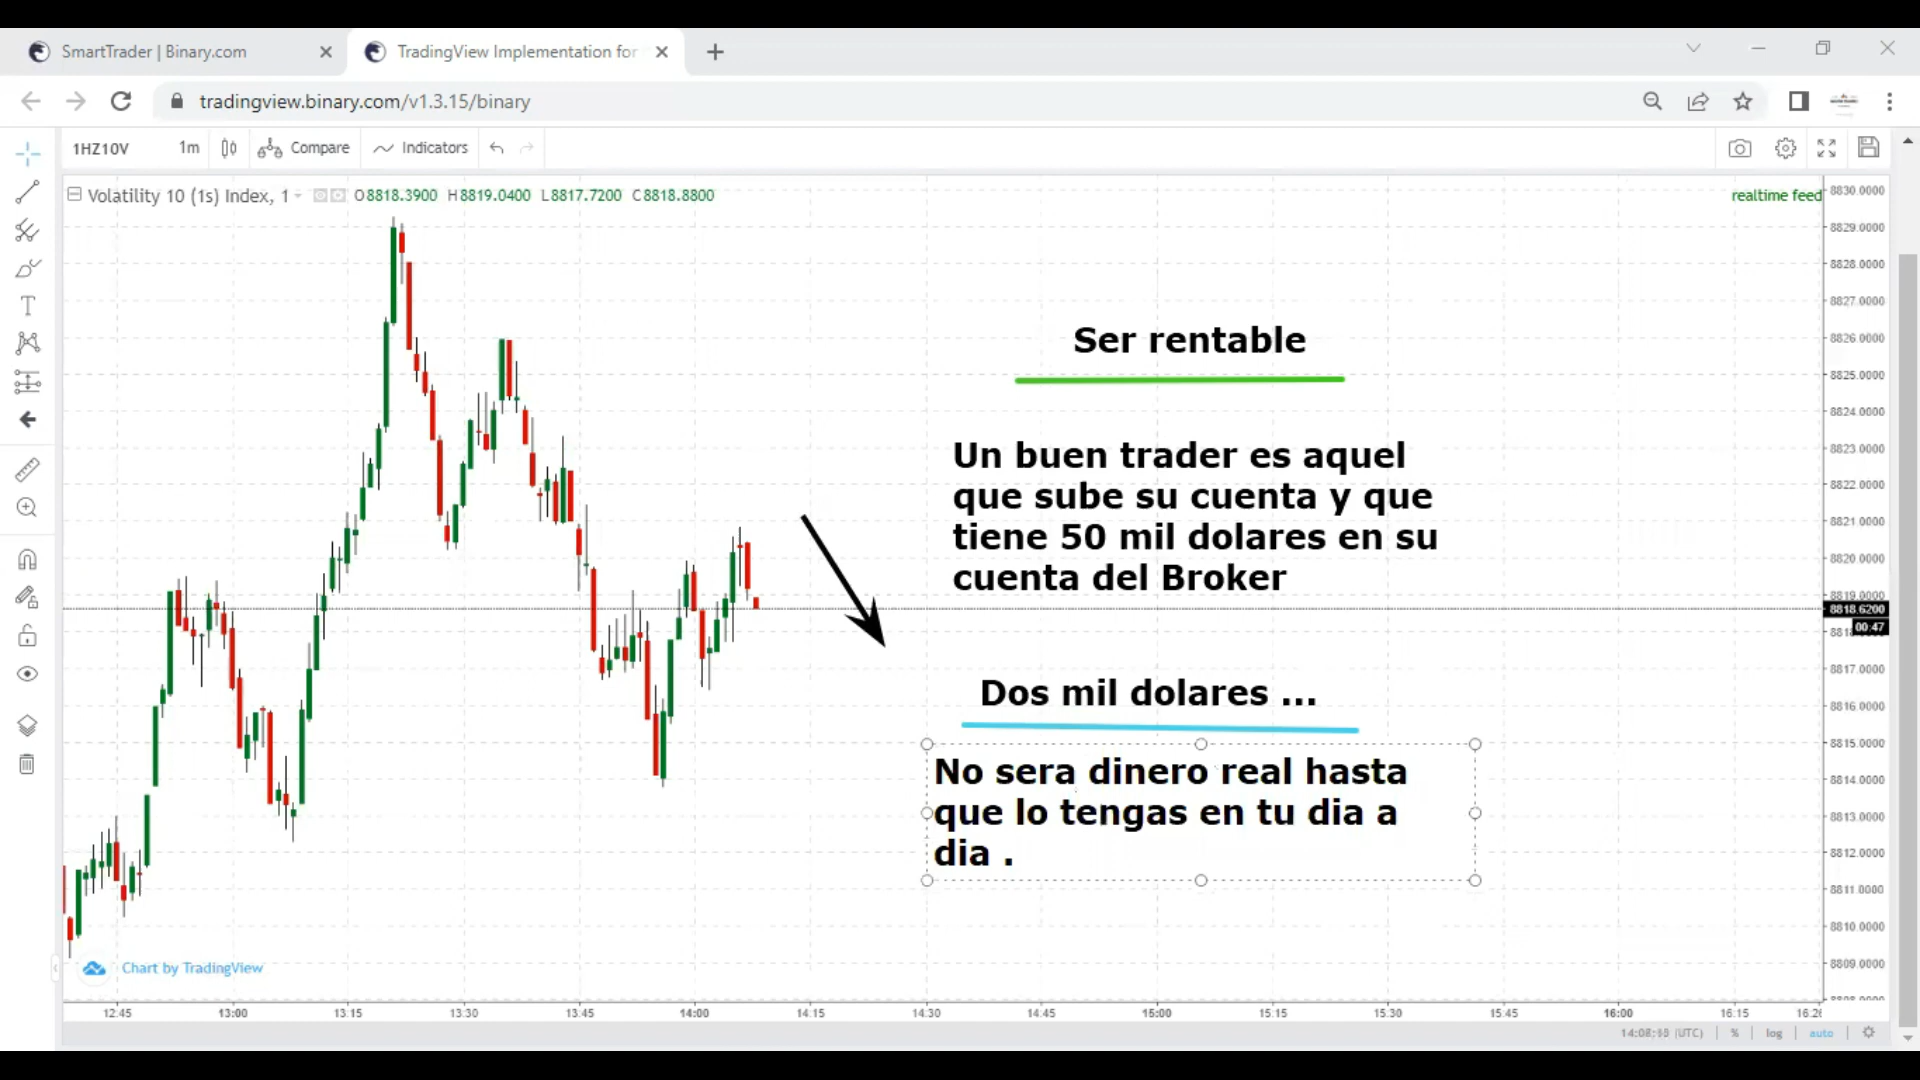 SmartTrader | Binary.com
TradingView Implementation for
tradingview.binary.com/v1.3.15/binary
1HZ10V 1m Compare Indicators
Volatility 10 (1s) Index, 1 O8818.3900 H8819.0400 L8817.7200 C8818.8800
realtime feed
8830.0000
8829.0000
8828.0000
8827.0000
8826.0000
8825.0000
8824.0000
8823.0000
8822.0000
8821.0000
8820.0000
8819.0000
8818.6200
00:47
8817.0000
8816.0000
8815.0000
8814.0000
8813.0000
8812.0000
8811.0000
8810.0000
8809.0000
Ser rentable
Un buen trader es aquel
que sube su cuenta y que
tiene 50 mil dolares en su
cuenta del Broker
Dos mil dolares ...
No sera dinero real hasta
que lo tengas en tu dia a
dia .
Chart by TradingView
12:45 13:00 13:15 13:30 13:45 14:00 14:15 14:30 14:45 15:00 15:15 15:30 15:45 16:00 16:15
(UTC) % log auto